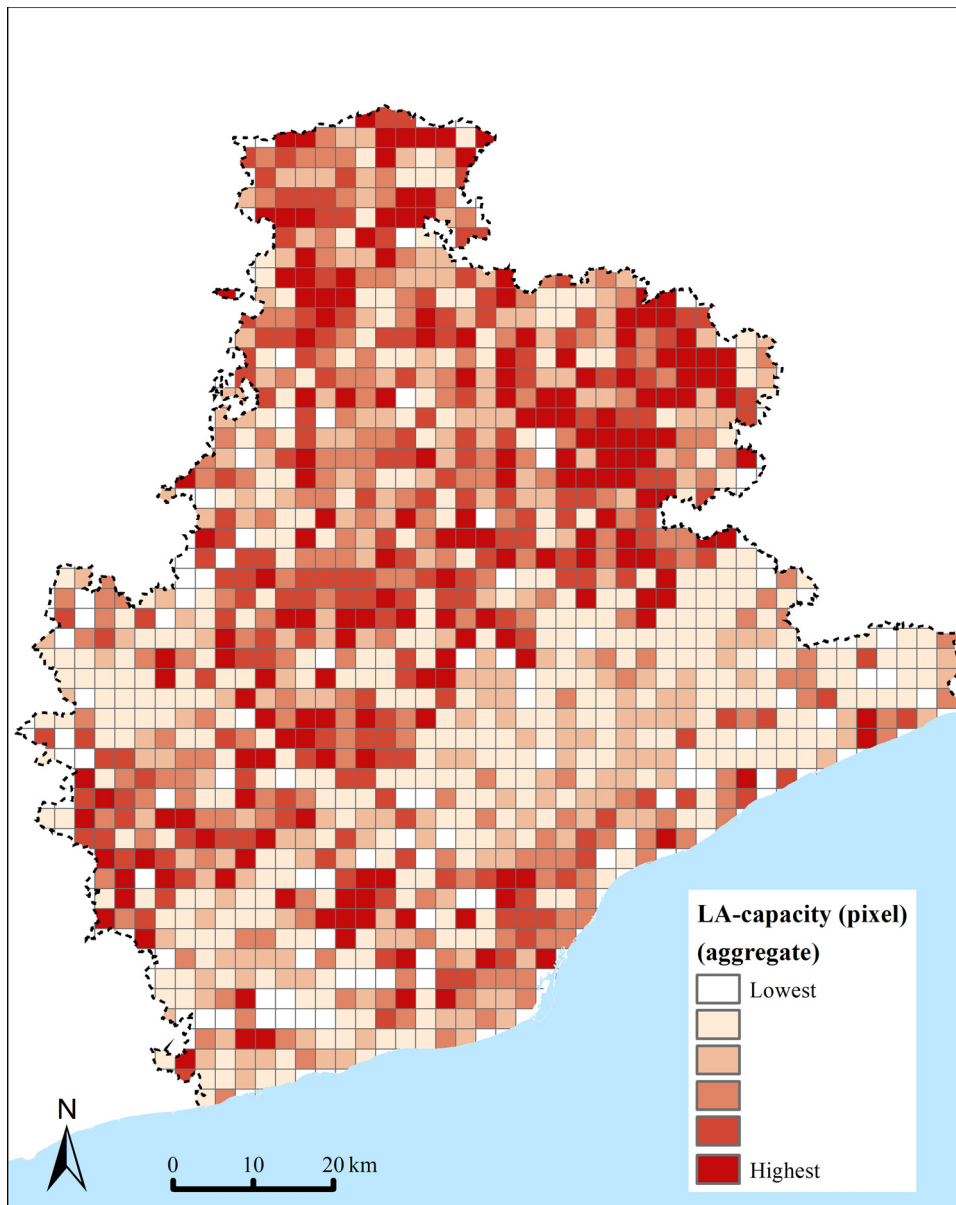 LA-capacity (pixel)
(aggregate)
Lowest
Highest
N
0 10 20 km